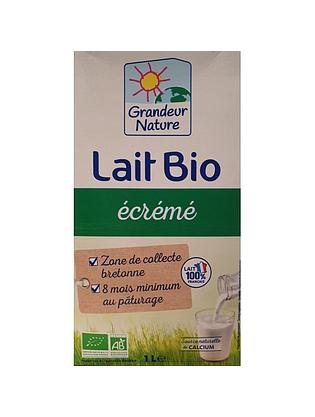 Grandeur
Nature
Lait Bio
écrémé
Zone de collecte
bretonne
8 mois minimum
au pâturage
LAIT
100%
FRANÇAIS
Source naturelle
de CALCIUM
AB
1L e